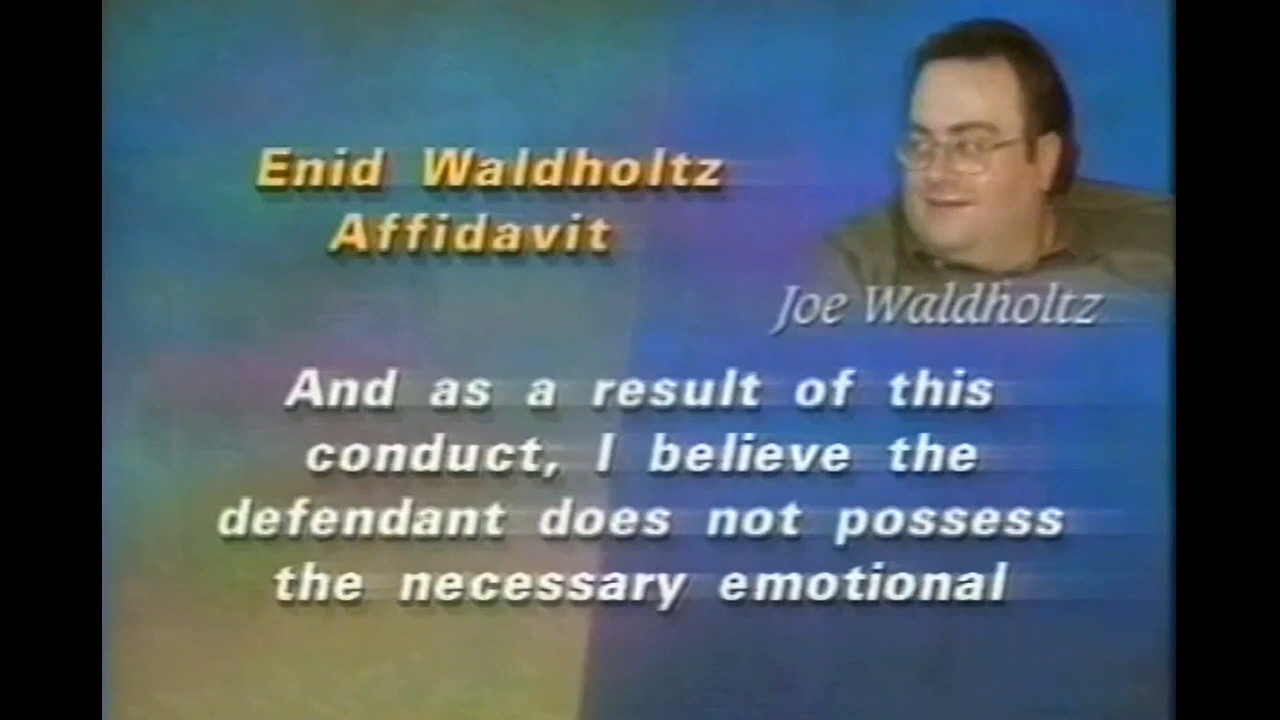 Enid Waldholtz
Affidavit
Joe Waldholtz
And as a result of this
conduct, I believe the
defendant does not possess
the necessary emotional